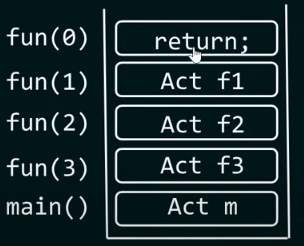 fun(0) return;
fun(1) Act f1
fun(2) Act f2
fun(3) Act f3
main() Act m